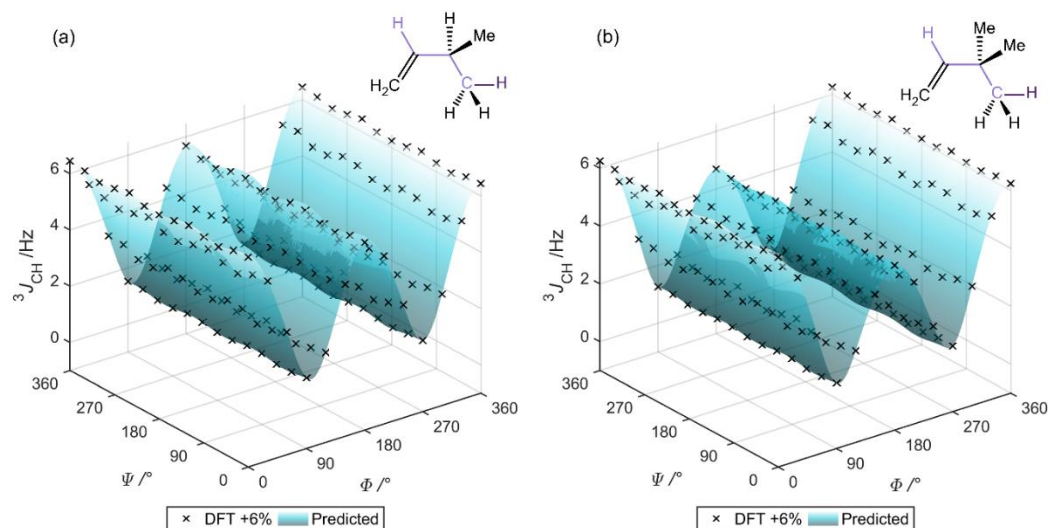 (a)
H
H
Me
H₂C
C
H
H
H
³J_CH /Hz
6
4
2
0
360
270
180
90
0
Ψ /°
0
90
180
270
360
Φ /°
× DFT +6% Predicted
(b)
H
Me
Me
H₂C
C
H
H
H
³J_CH /Hz
6
4
2
0
360
270
180
90
0
Ψ /°
0
90
180
270
360
Φ /°
× DFT +6% Predicted